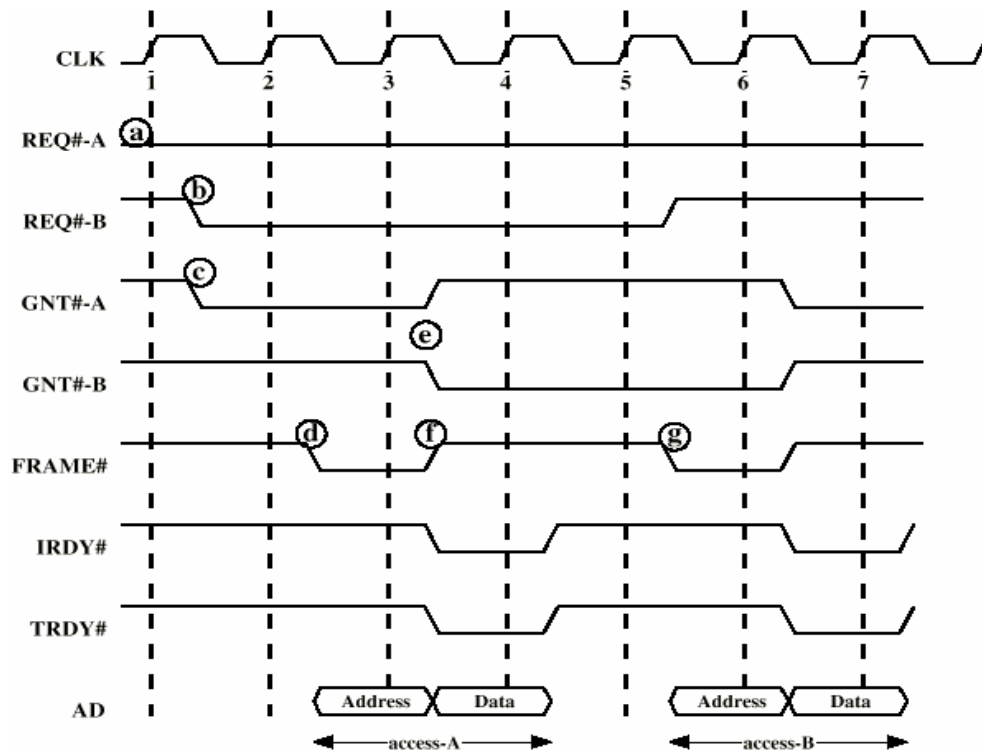 CLK
1 2 3 4 5 6 7
a
REQ#-A
b
REQ#-B
c
GNT#-A
e
GNT#-B
d f g
FRAME#
IRDY#
TRDY#
AD Address Data Address Data
access-A access-B